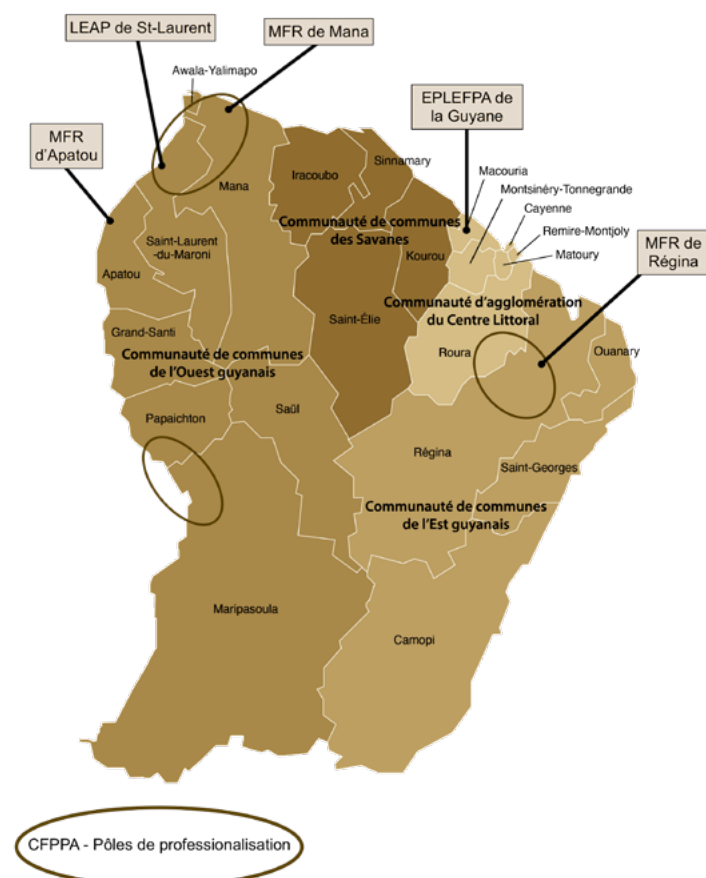 LEAP de St-Laurent
MFR de Mana
Awala-Yalimapo
EPLEFPA de
la Guyane
MFR
d'Apatou
Sinnamary
Iracoubo
Macouria
Mana
Montsinéry-Tonnegrande
Cayenne
Communauté de communes
des Savanes
Remire-Montjoly
MFR de
Régina
Saint-Laurent
-du-Maroni
Kourou
Matoury
Apatou
Communauté d'agglomération
du Centre Littoral
Saint-Élie
Grand-Santi
Communauté de communes
de l'Ouest guyanais
Roura
Ouanary
Papaichton
Saül
Régina
Saint-Georges
Communauté de communes
de l'Est guyanais
Maripasoula
Camopi
CFPPA - Pôles de professionalisation